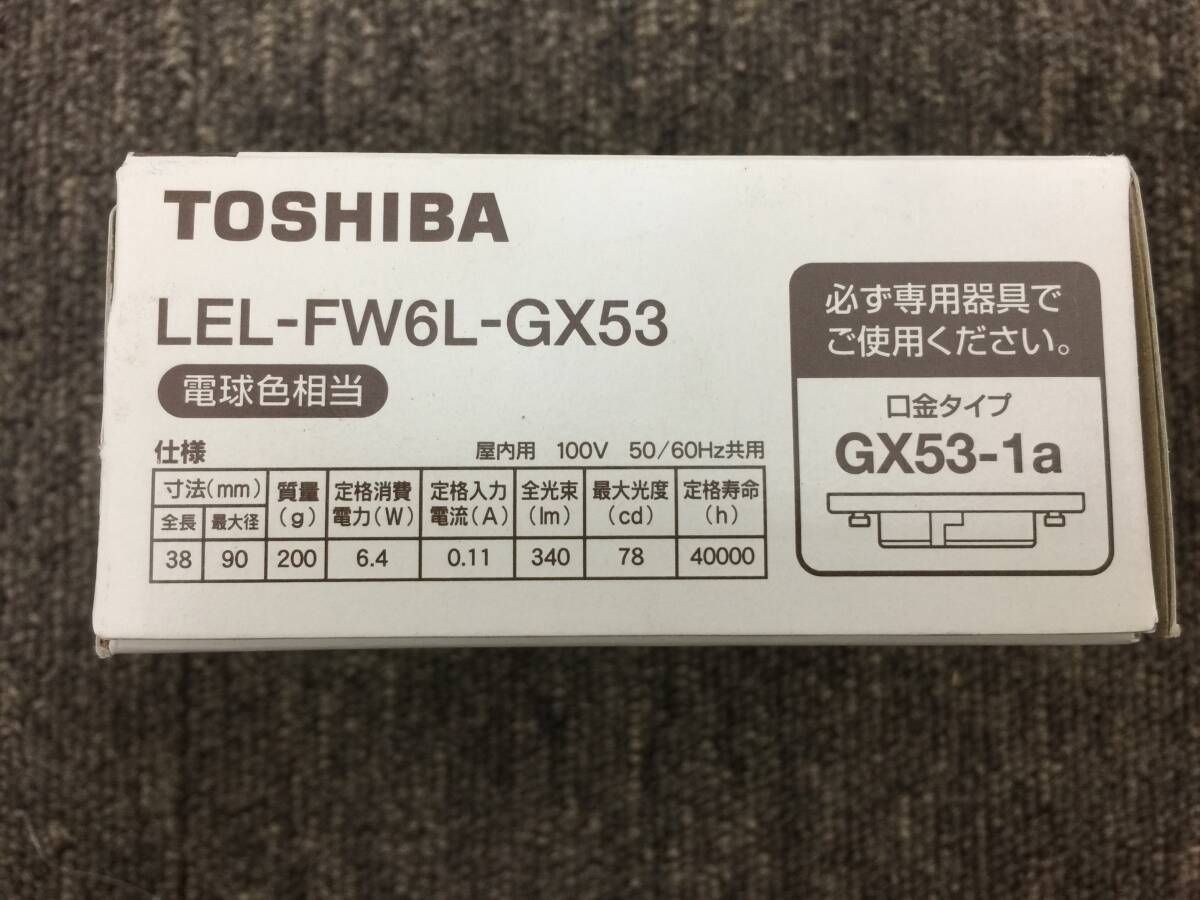 TOSHIBA
LEL-FW6L-GX53
電球色相当
仕様 屋内用 100V 50/60Hz共用
寸法(mm) 質量(g) 定格消費電力(W) 定格入力電流(A) 全光束(lm) 最大光度(cd) 定格寿命(h)
全長 最大径
38 90 200 6.4 0.11 340 78 40000
必ず専用器具で
ご使用ください。
口金タイプ
GX53-1a